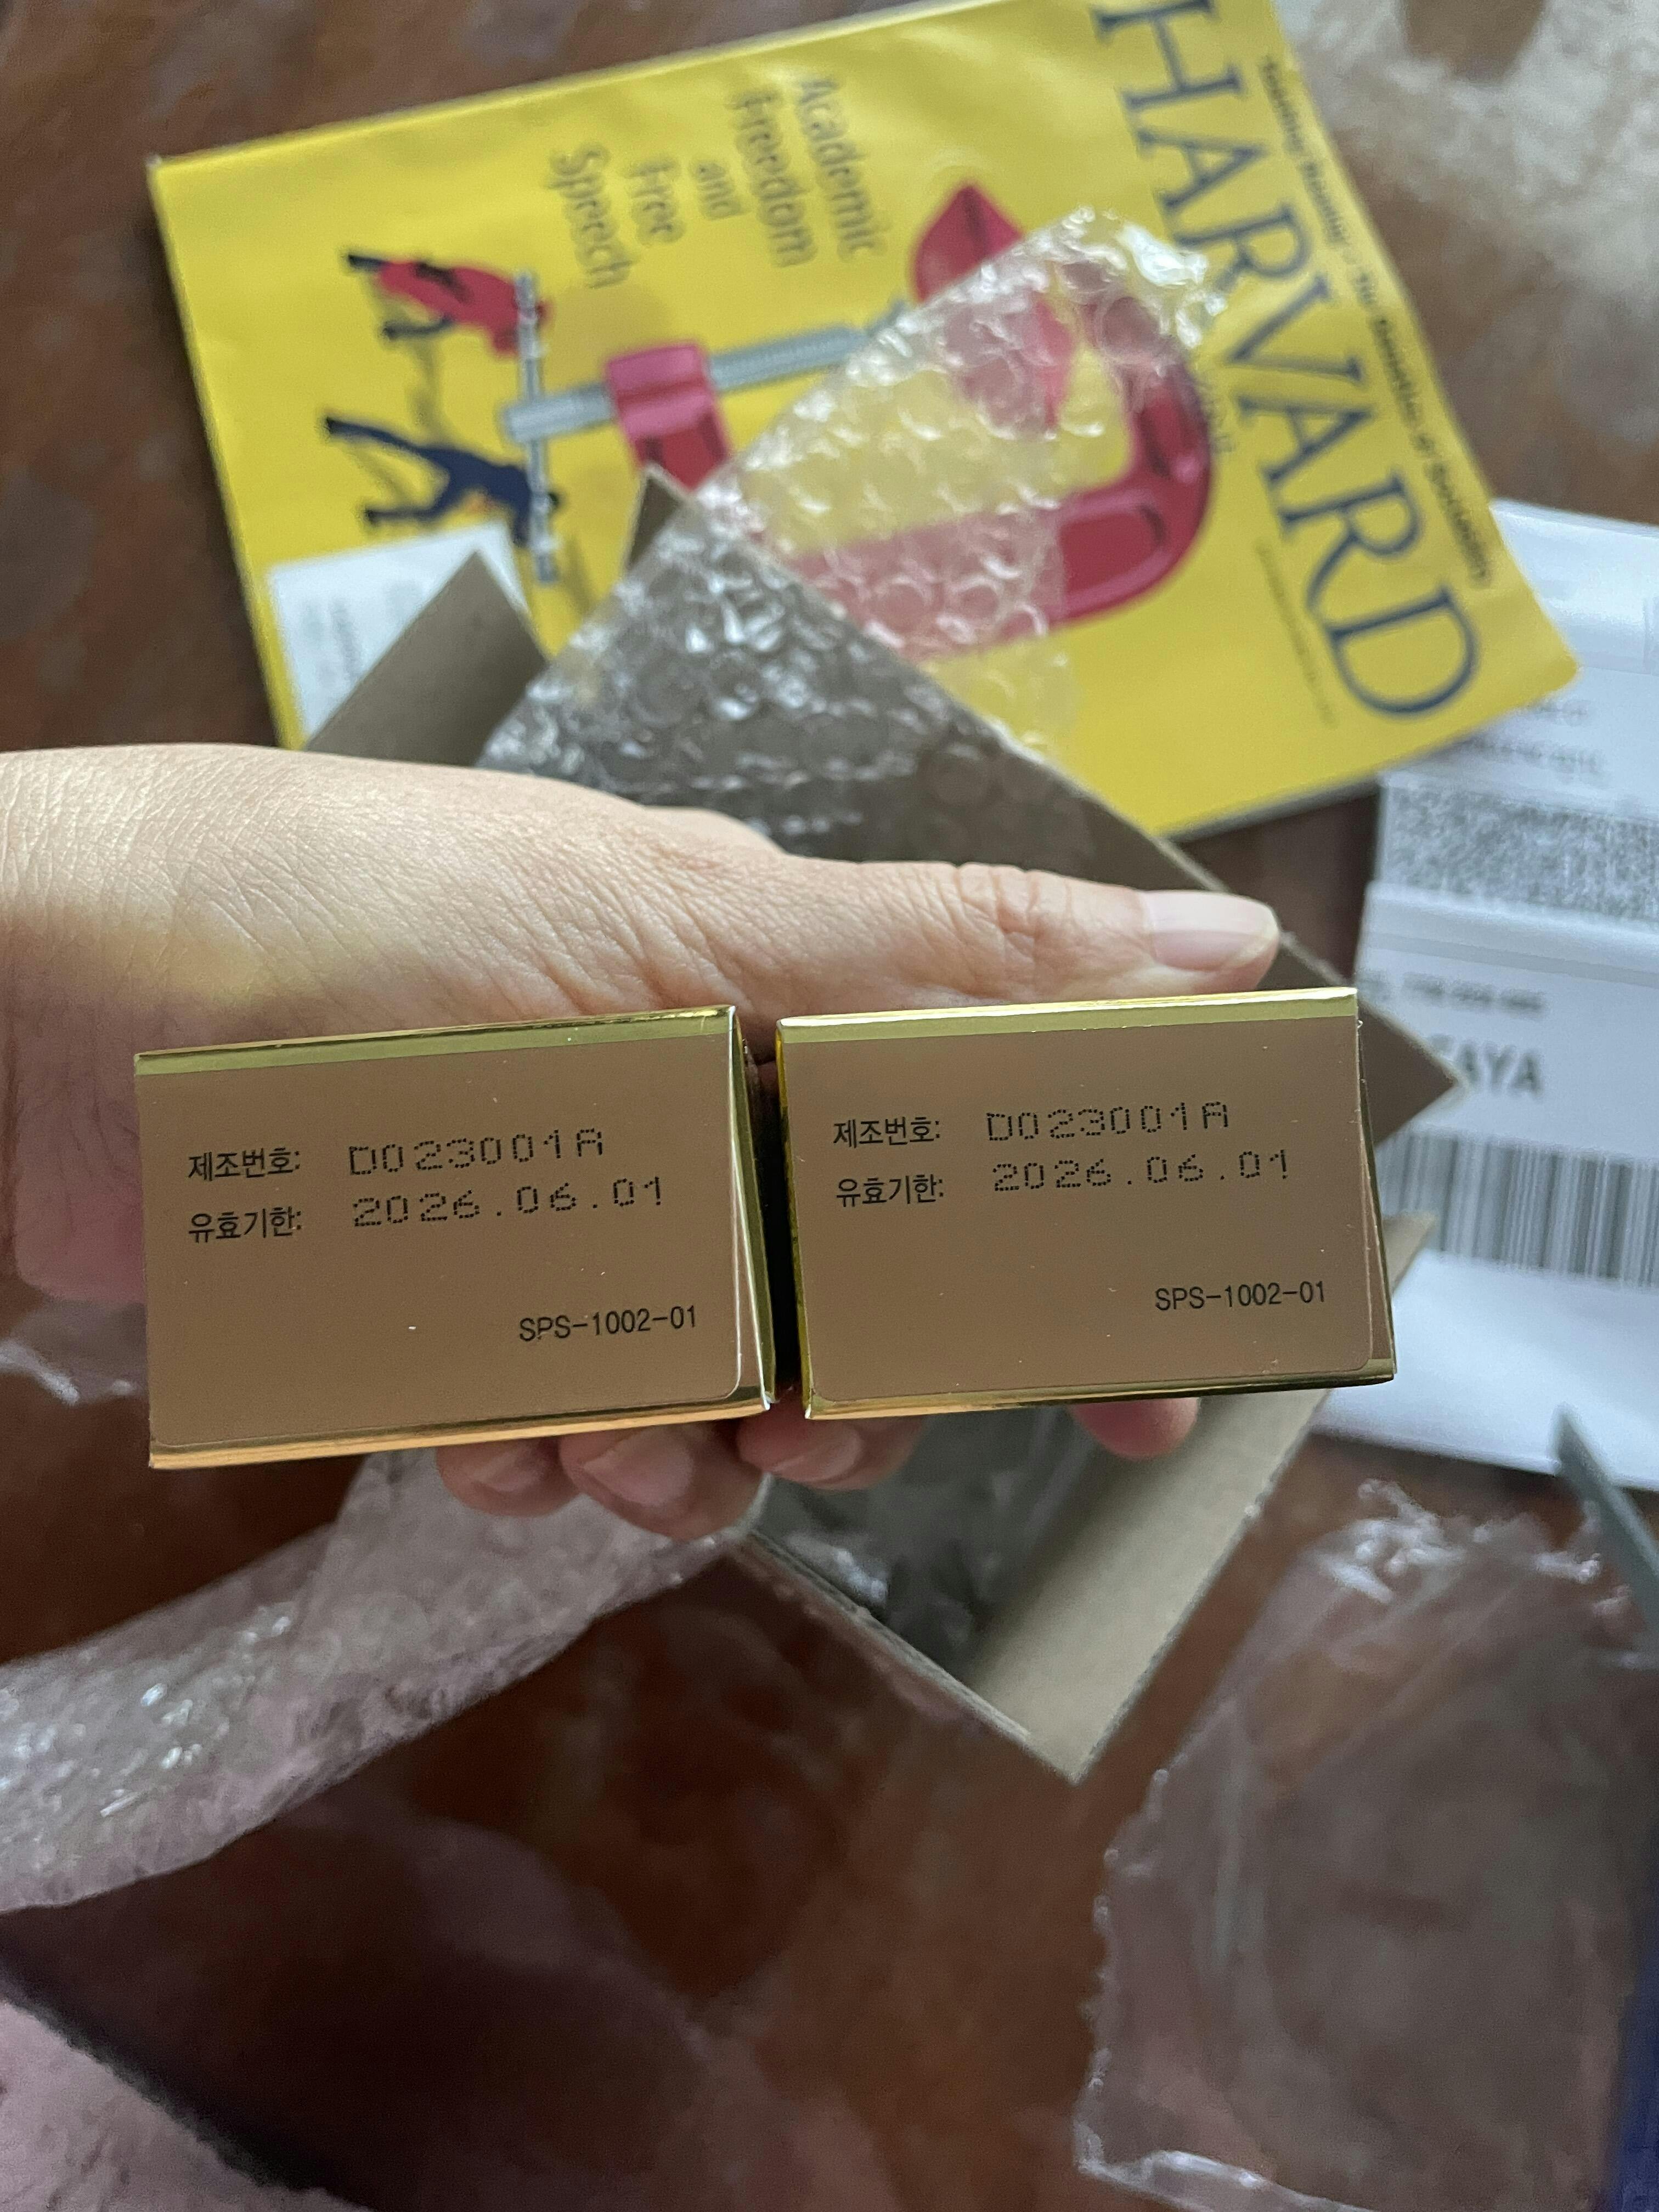 HARVARD
Academic
Freedom
and
Free
Speech
AYA
제조번호: D023001A
유효기한: 2026.06.01
SPS-1002-01
제조번호: D023001A
유효기한: 2026.06.01
SPS-1002-01